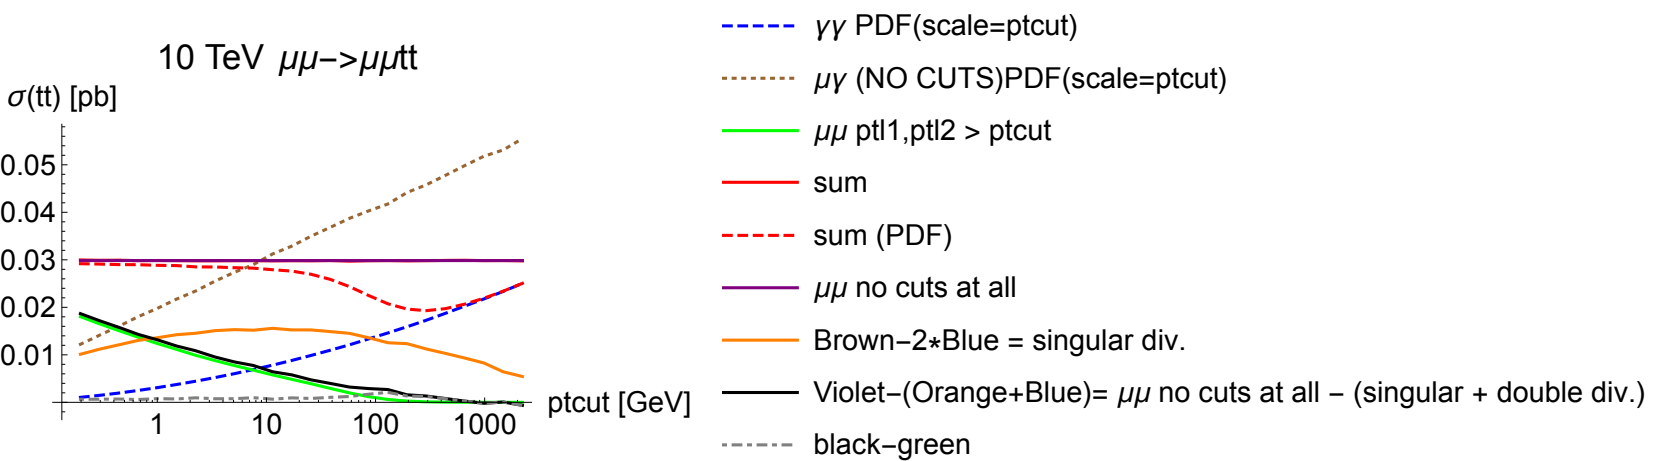 10 TeV μμ−>μμtt
σ(tt) [pb]
0.05
0.04
0.03
0.02
0.01
1 10 100 1000
ptcut [GeV]
γγ PDF(scale=ptcut)
μγ (NO CUTS)PDF(scale=ptcut)
μμ ptl1,ptl2 > ptcut
sum
sum (PDF)
μμ no cuts at all
Brown−2*Blue = singular div.
Violet−(Orange+Blue)= μμ no cuts at all − (singular + double div.)
black−green